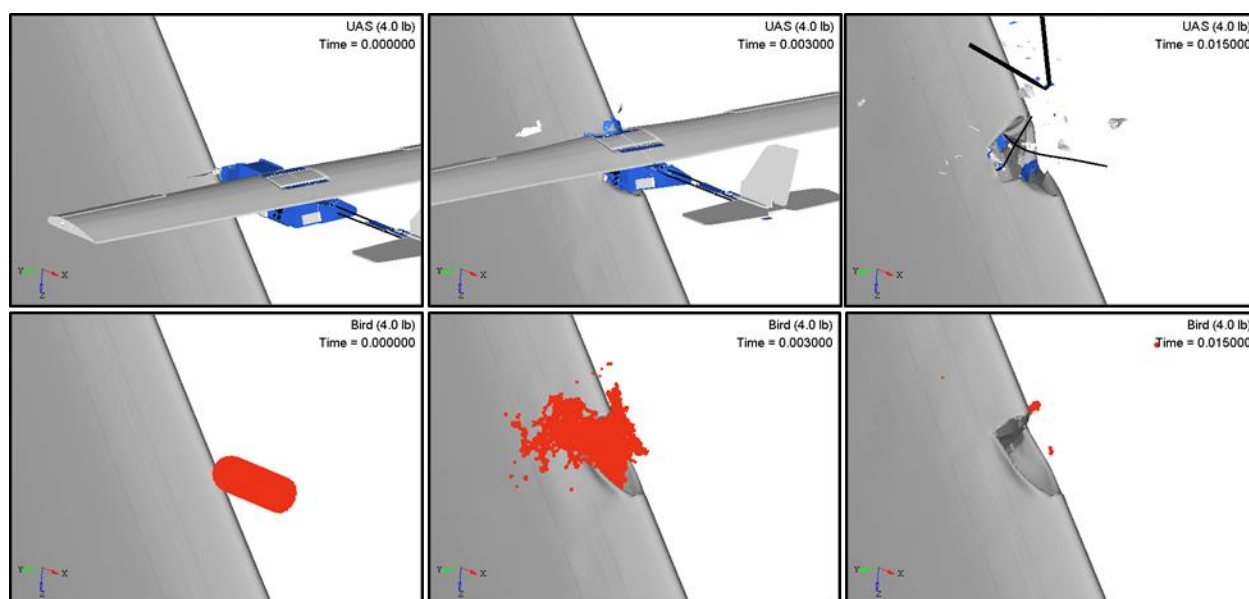 UAS (4.0 lb)
Time = 0.000000
Y X
Z
UAS (4.0 lb)
Time = 0.003000
Y X
Z
UAS (4.0 lb)
Time = 0.015000
Y X
Z
Bird (4.0 lb)
Time = 0.000000
Y X
Z
Bird (4.0 lb)
Time = 0.003000
Y X
Z
Bird (4.0 lb)
Time = 0.015000
Y X
Z